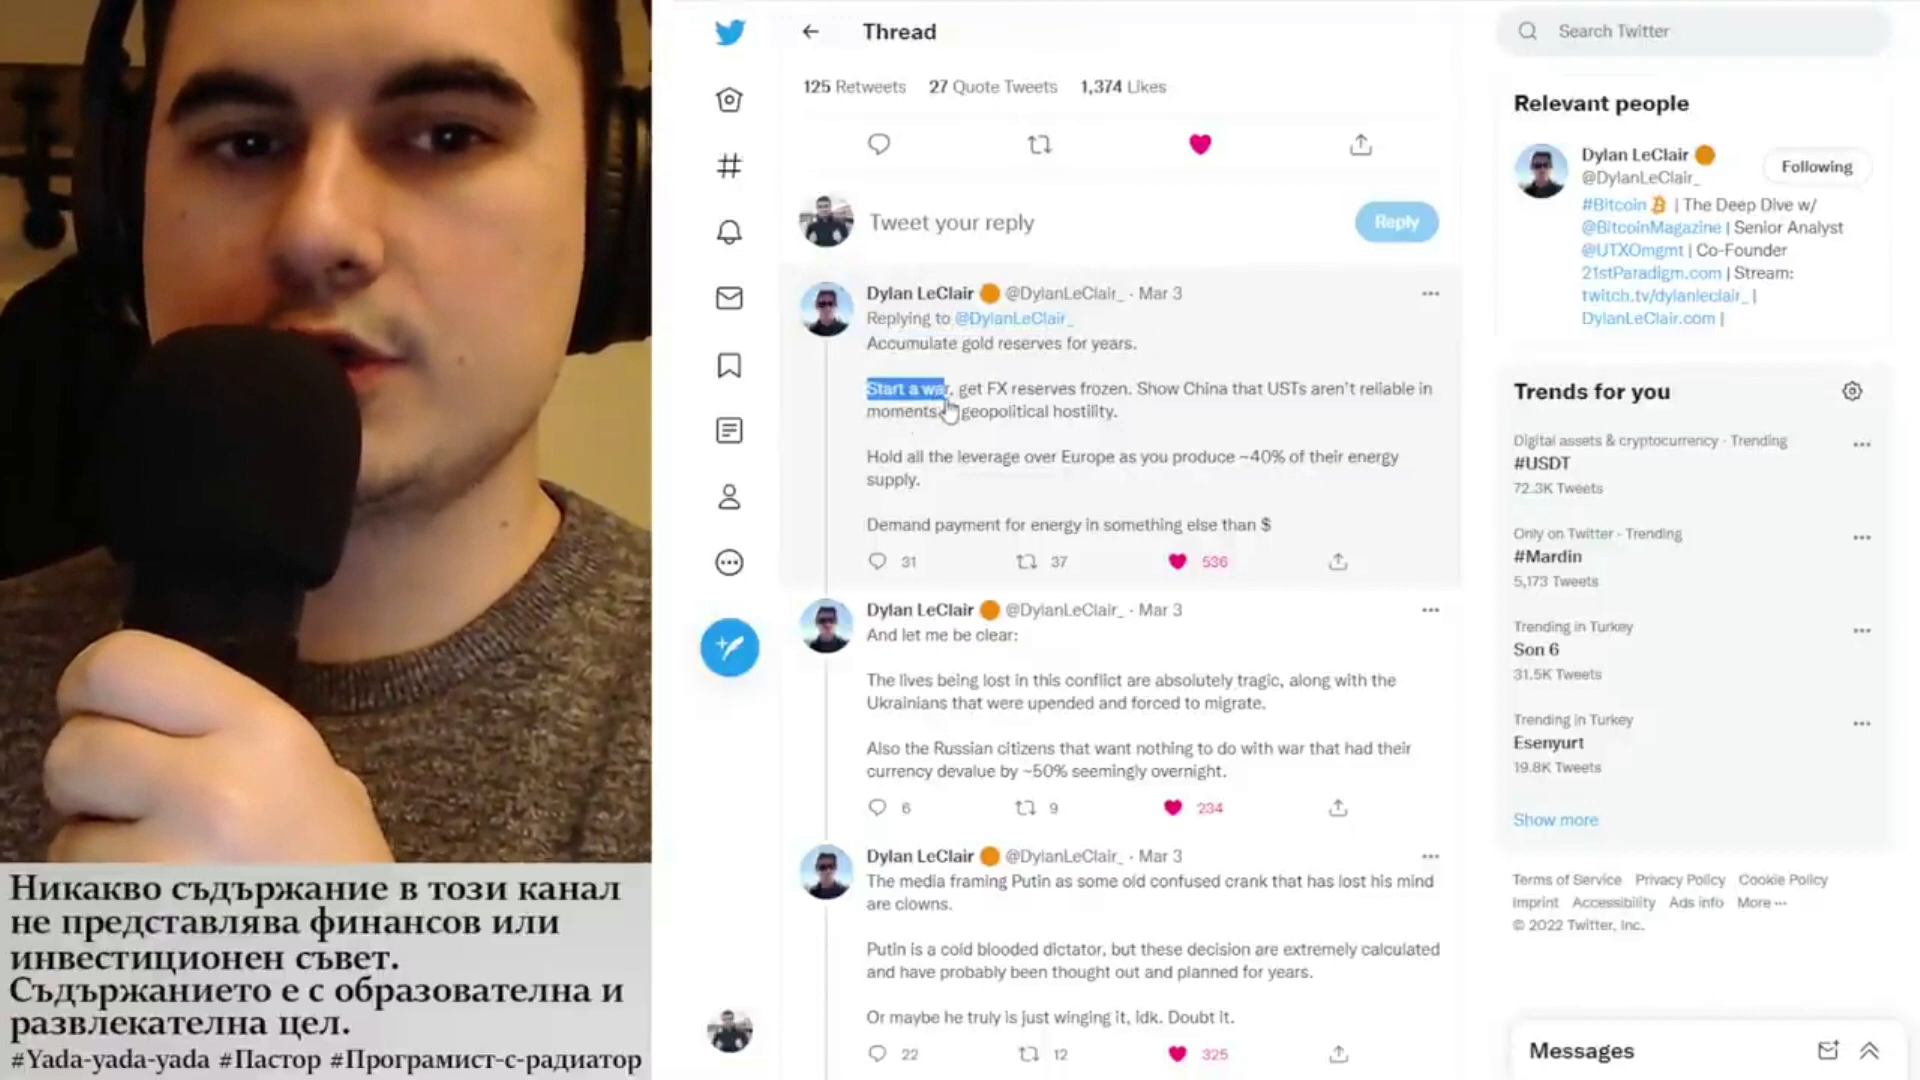 Никакво съдържание в този канал
не представлява финансов или
инвестиционен съвет.
Съдържанието е с образователна и
развлекателна цел.
#Yada-yada-yada #Пастор #Програмист-с-радиатор
Thread
125 Retweets 27 Quote Tweets 1,374 Likes
Tweet your reply
Reply
Dylan LeClair @DylanLeClair_ · Mar 3
Replying to @DylanLeClair_
Accumulate gold reserves for years.
Start a war, get FX reserves frozen. Show China that USTs aren't reliable in
moments geopolitical hostility.
Hold all the leverage over Europe as you produce ~40% of their energy
supply.
Demand payment for energy in something else than $
31 37 536
Dylan LeClair @DylanLeClair_ · Mar 3
And let me be clear:
The lives being lost in this conflict are absolutely tragic, along with the
Ukrainians that were upended and forced to migrate.
Also the Russian citizens that want nothing to do with war that had their
currency devalue by ~50% seemingly overnight.
6 9 234
Dylan LeClair @DylanLeClair_ · Mar 3
The media framing Putin as some old confused crank that has lost his mind
are clowns.
Putin is a cold blooded dictator, but these decision are extremely calculated
and have probably been thought out and planned for years.
Or maybe he truly is just winging it, idk. Doubt it.
22 12 325
Search Twitter
Relevant people
Dylan LeClair
@DylanLeClair_
Following
#Bitcoin | The Deep Dive w/
@BitcoinMagazine | Senior Analyst
@UTXOmgmt | Co-Founder
21stParadigm.com | Stream:
twitch.tv/dylanleclair_ |
DylanLeClair.com |
Trends for you
Digital assets & cryptocurrency · Trending
#USDT
72.3K Tweets
Only on Twitter · Trending
#Mardin
5,173 Tweets
Trending in Turkey
Son 6
31.5K Tweets
Trending in Turkey
Esenyurt
19.8K Tweets
Show more
Terms of Service Privacy Policy Cookie Policy
Imprint Accessibility Ads info More ···
© 2022 Twitter, Inc.
Messages